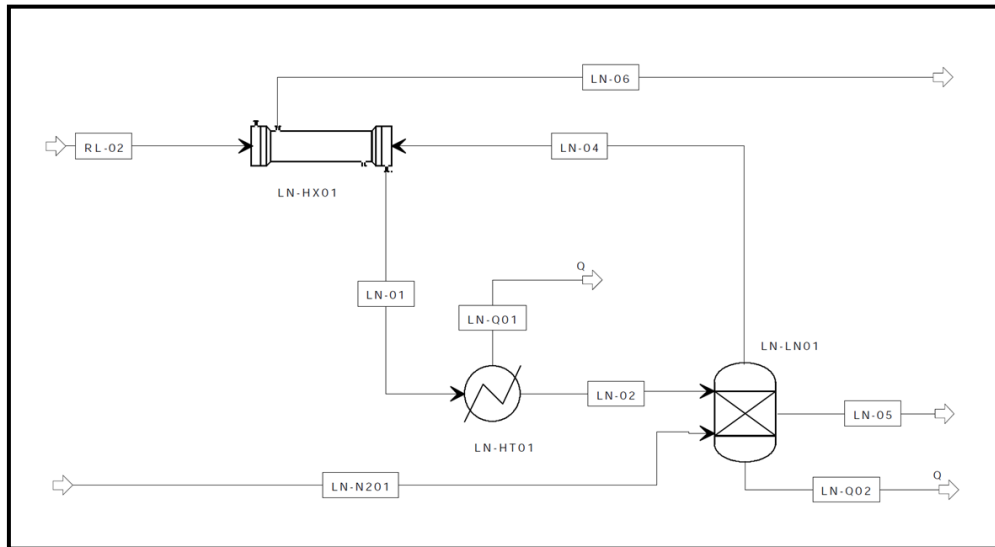 LN-06
RL-02
LN-04
LN-HX01
Q
LN-01
LN-Q01
LN-LN01
LN-02
LN-05
LN-HT01
LN-N201
LN-Q02
Q